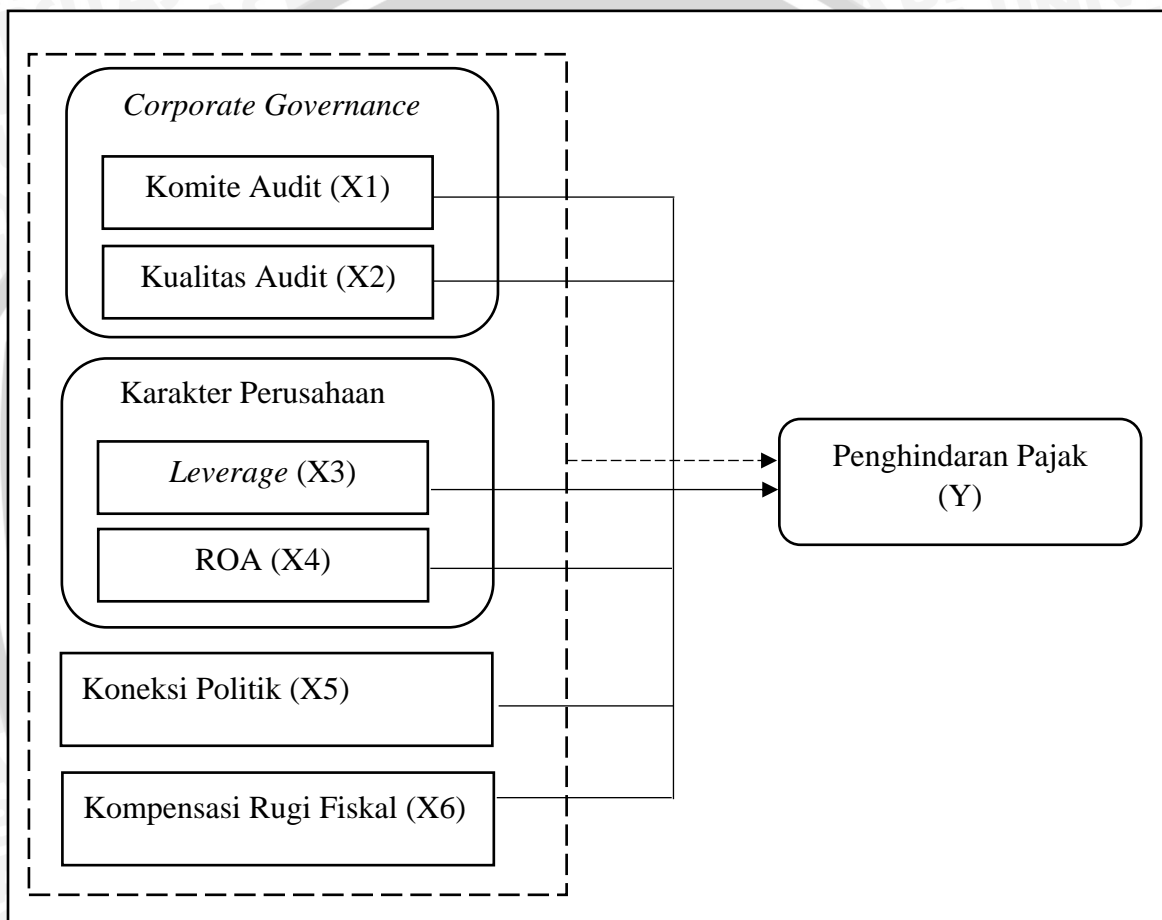 Corporate Governance
Komite Audit (X1)
Kualitas Audit (X2)
Karakter Perusahaan
Leverage (X3)
ROA (X4)
Koneksi Politik (X5)
Kompensasi Rugi Fiskal (X6)
Penghindaran Pajak
(Y)